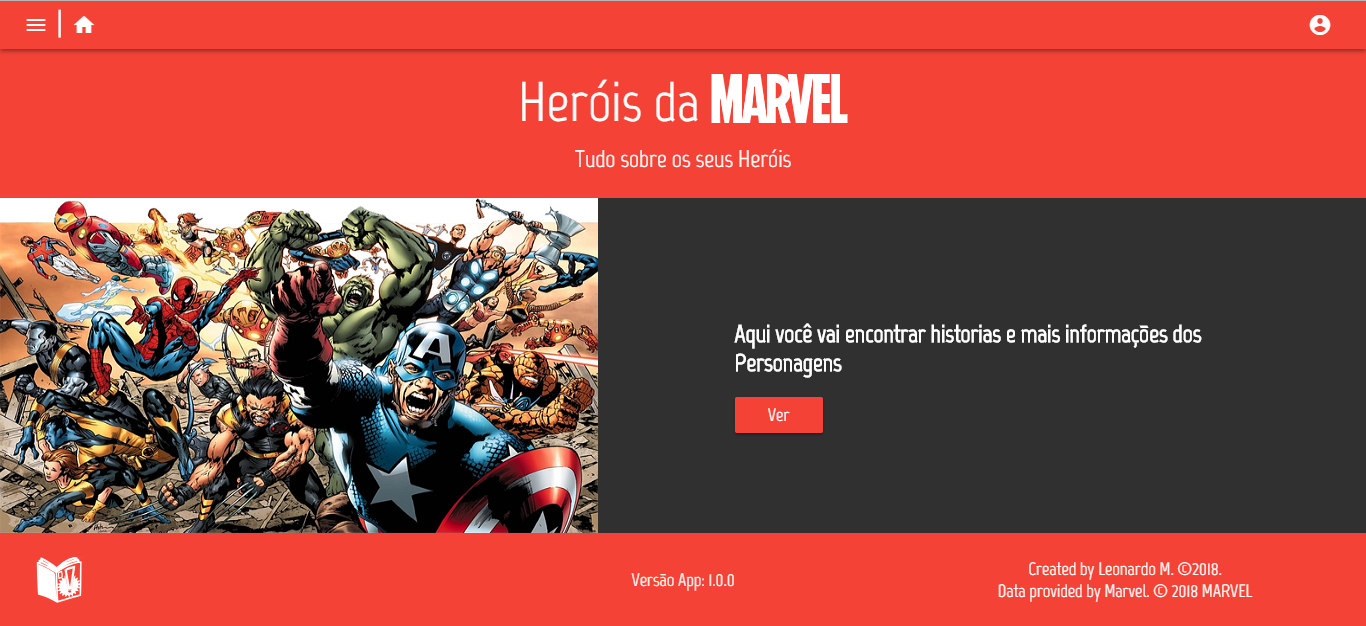 Heróis da MARVEL
Tudo sobre os seus Heróis
A
Aqui você vai encontrar historias e mais informações dos
Personagens
Ver
Versão App: 1.0.0
Created by Leonardo M. ©2018.
Data provided by Marvel. © 2018 MARVEL